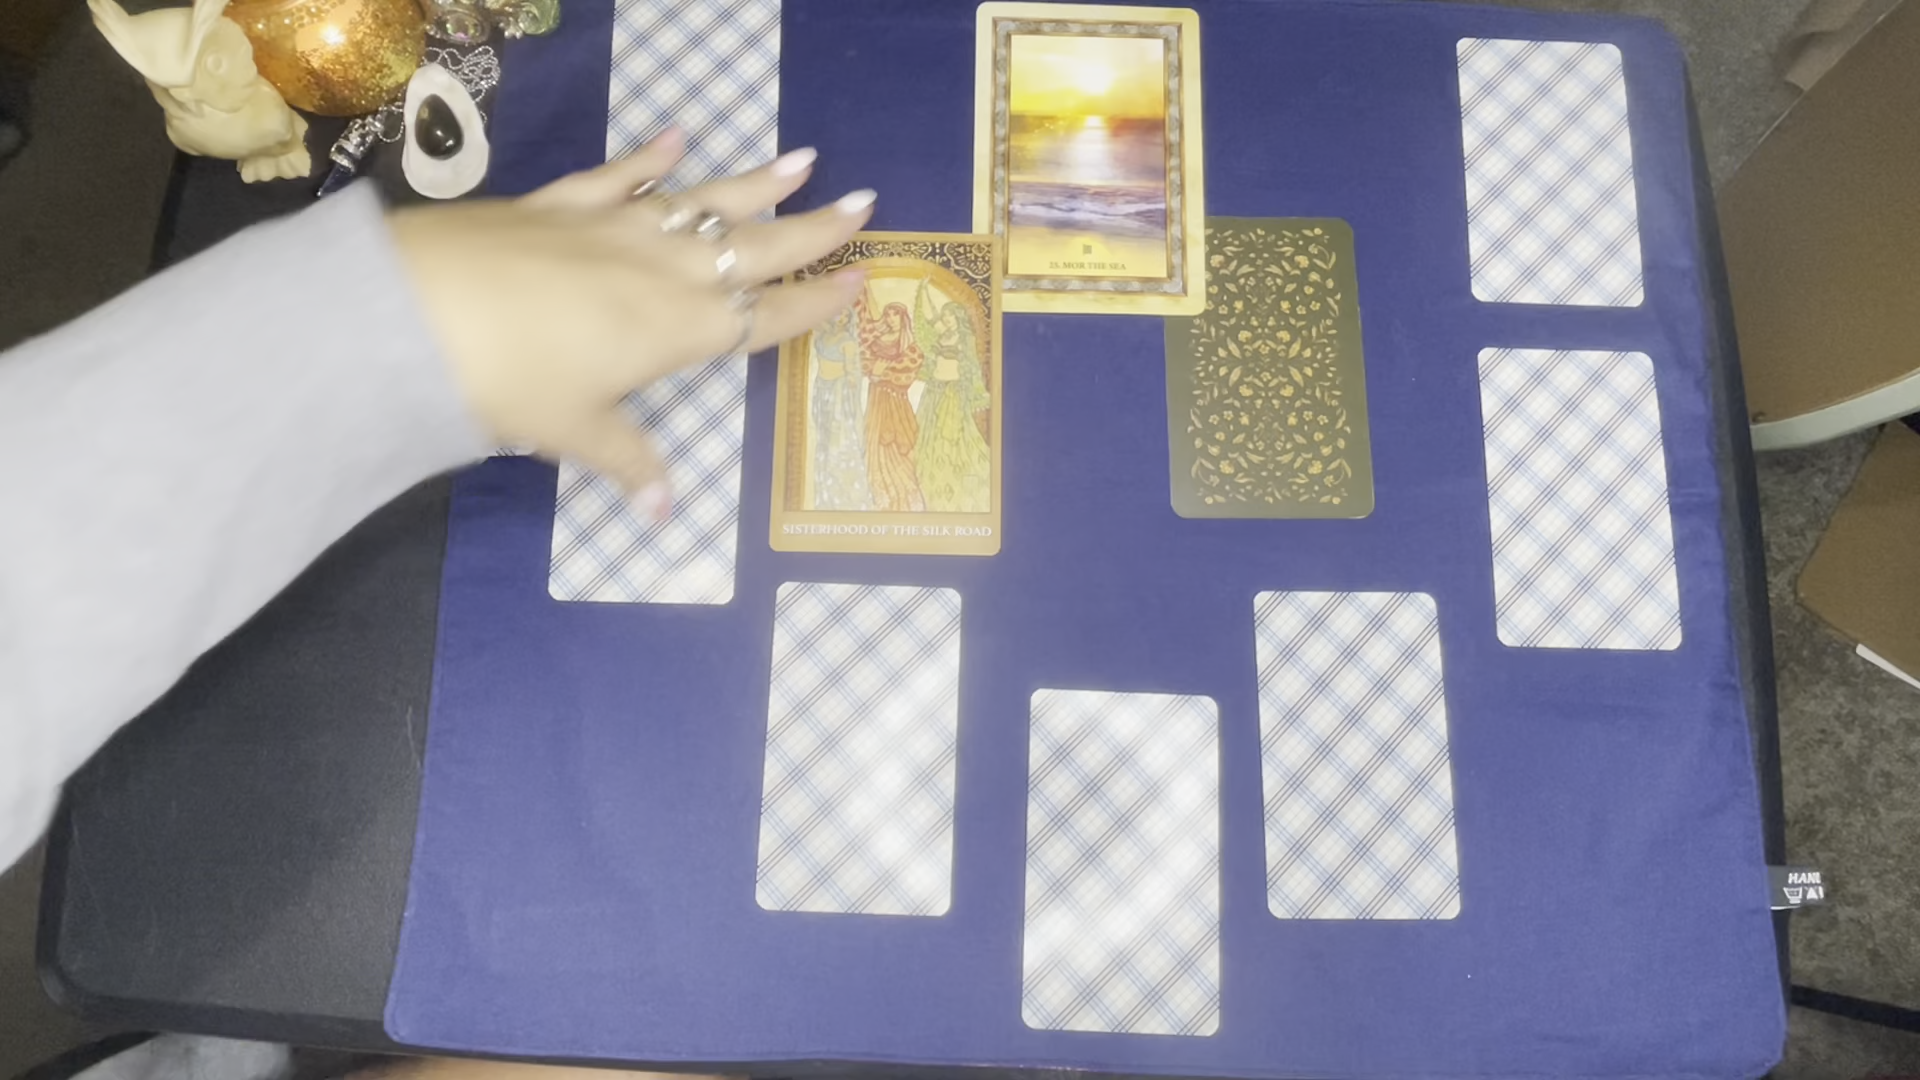 25. MOR THE SEA
SISTERHOOD OF THE SILK ROAD